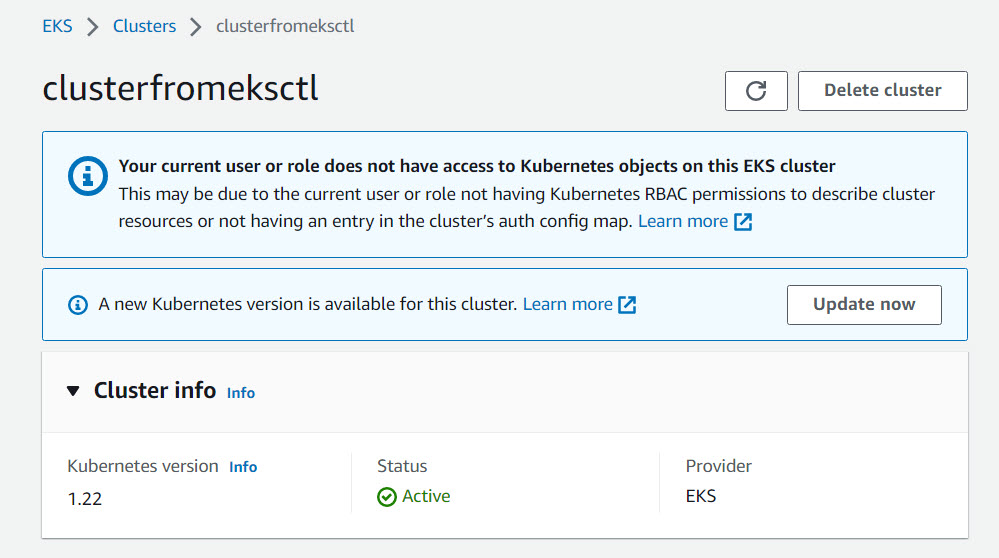 EKS > Clusters > clusterfromeksctl
clusterfromeksctl
Delete cluster
Your current user or role does not have access to Kubernetes objects on this EKS cluster
This may be due to the current user or role not having Kubernetes RBAC permissions to describe cluster
resources or not having an entry in the cluster’s auth config map. Learn more
A new Kubernetes version is available for this cluster. Learn more
Update now
Cluster info Info
Kubernetes version Info
1.22
Status
Active
Provider
EKS